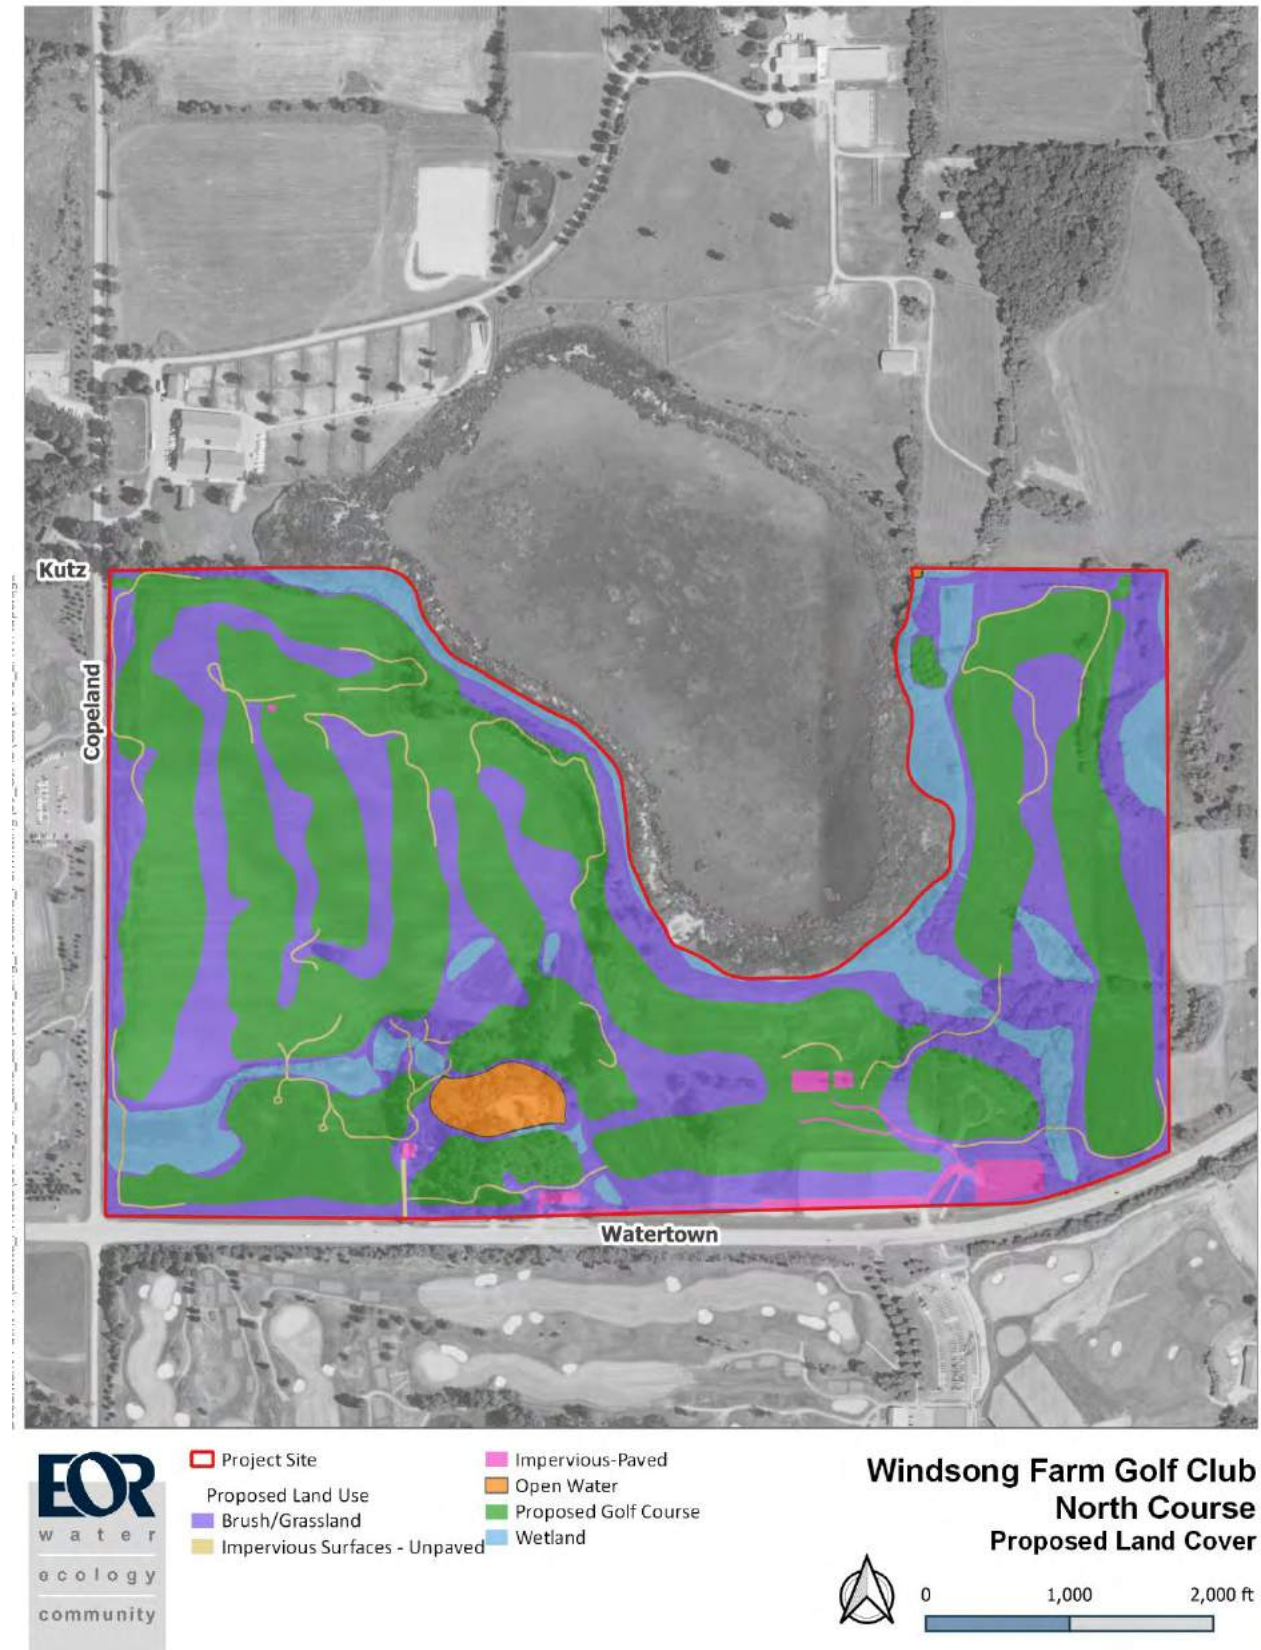 Kutz
Copeland
Watertown
EOR
water
ecology
community
Project Site
Proposed Land Use
Brush/Grassland
Impervious Surfaces - Unpaved
Impervious-Paved
Open Water
Proposed Golf Course
Wetland
Windsong Farm Golf Club
North Course
Proposed Land Cover
0 1,000 2,000 ft